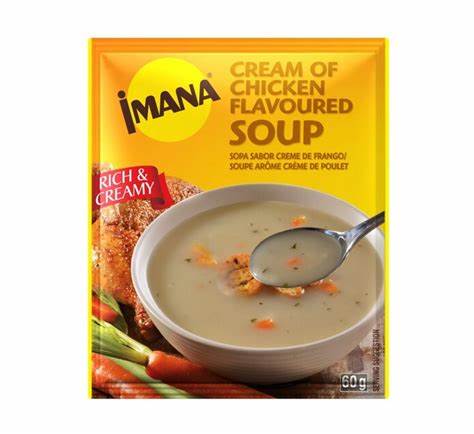 iMANA
CREAM OF
CHICKEN
FLAVOURED
SOUP
SOPA SABOR CREME DE FRANGO/
SOUPE ARÔME CRÈME DE POULET
RICH &
CREAMY
60g
SERVING SUGGESTION